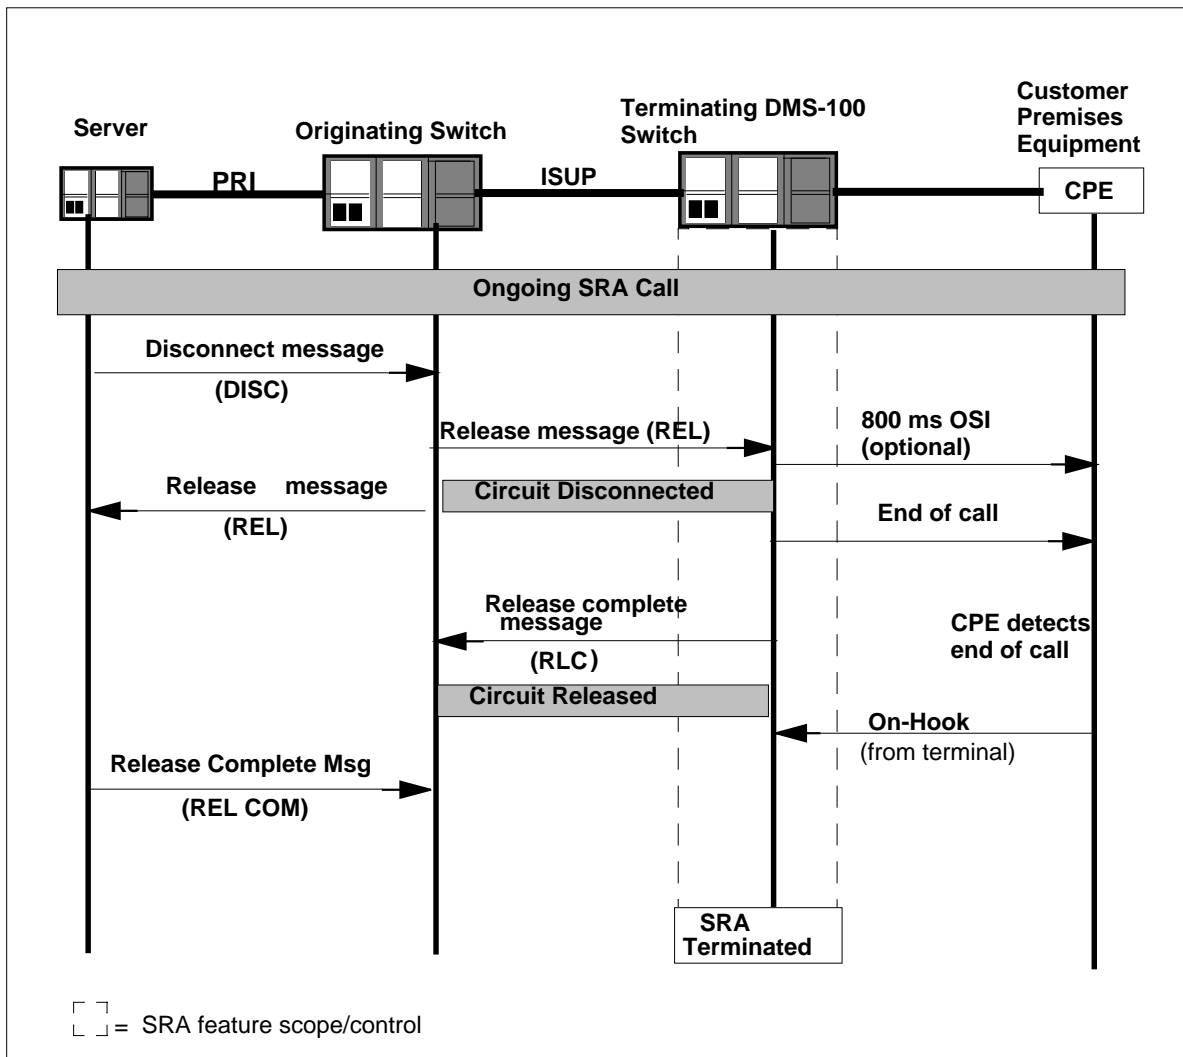 Customer
Premises
Equipment
Terminating DMS-100
Switch
Server
Originating Switch
PRI
ISUP
CPE
Ongoing SRA Call
Disconnect message
(DISC)
Release message (REL)
800 ms OSI
(optional)
Release message
(REL)
Circuit Disconnected
End of call
Release complete
message
(RLC)
CPE detects
end of call
Circuit Released
On-Hook
(from terminal)
Release Complete Msg
(REL COM)
SRA
Terminated
= SRA feature scope/control